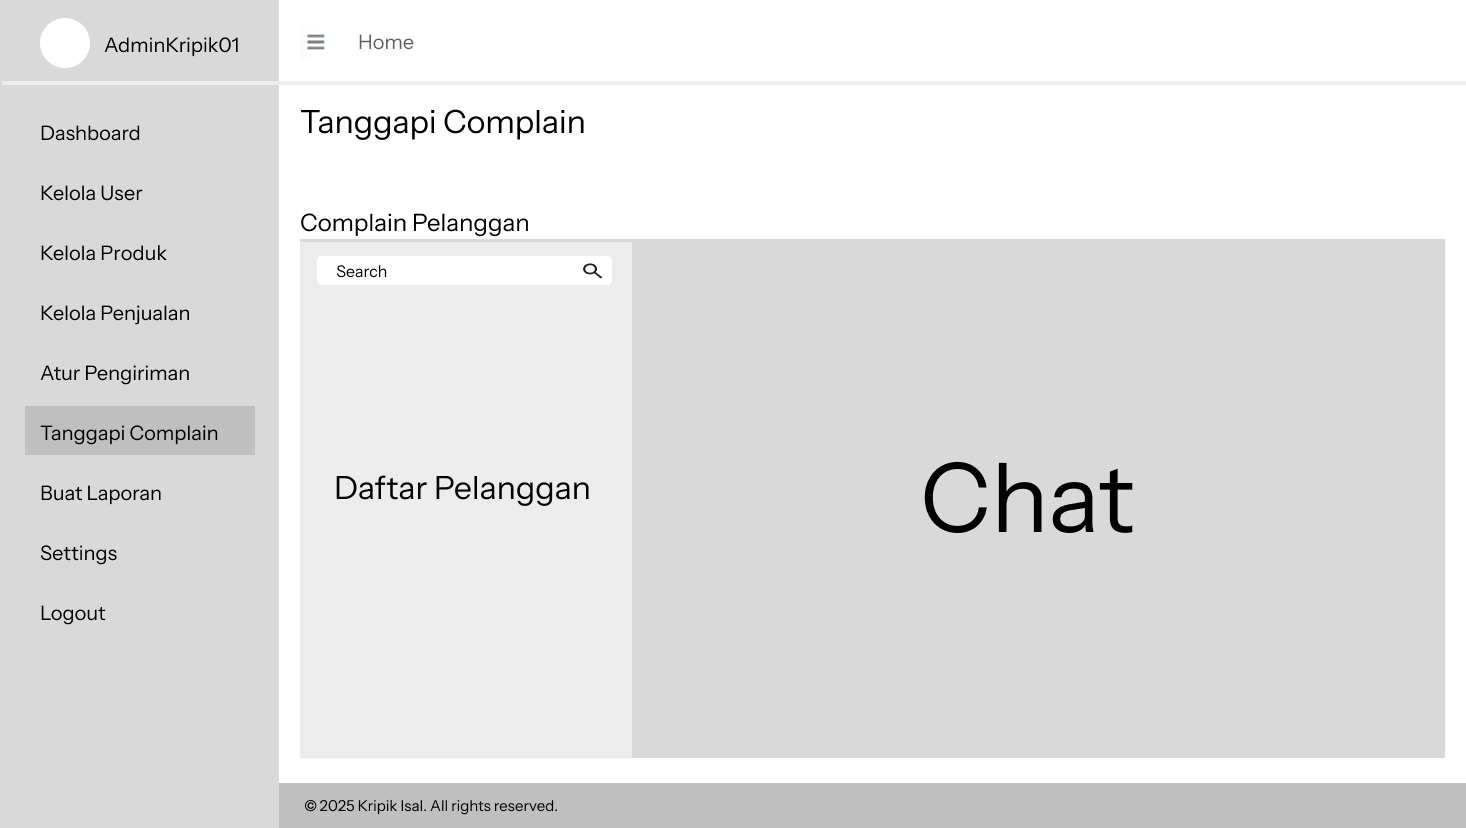 AdminKripik01
Home
Dashboard
Kelola User
Kelola Produk
Kelola Penjualan
Atur Pengiriman
Tanggapi Complain
Buat Laporan
Settings
Logout
Tanggapi Complain
Complain Pelanggan
Search
Daftar Pelanggan
Chat
© 2025 Kripik Isal. All rights reserved.